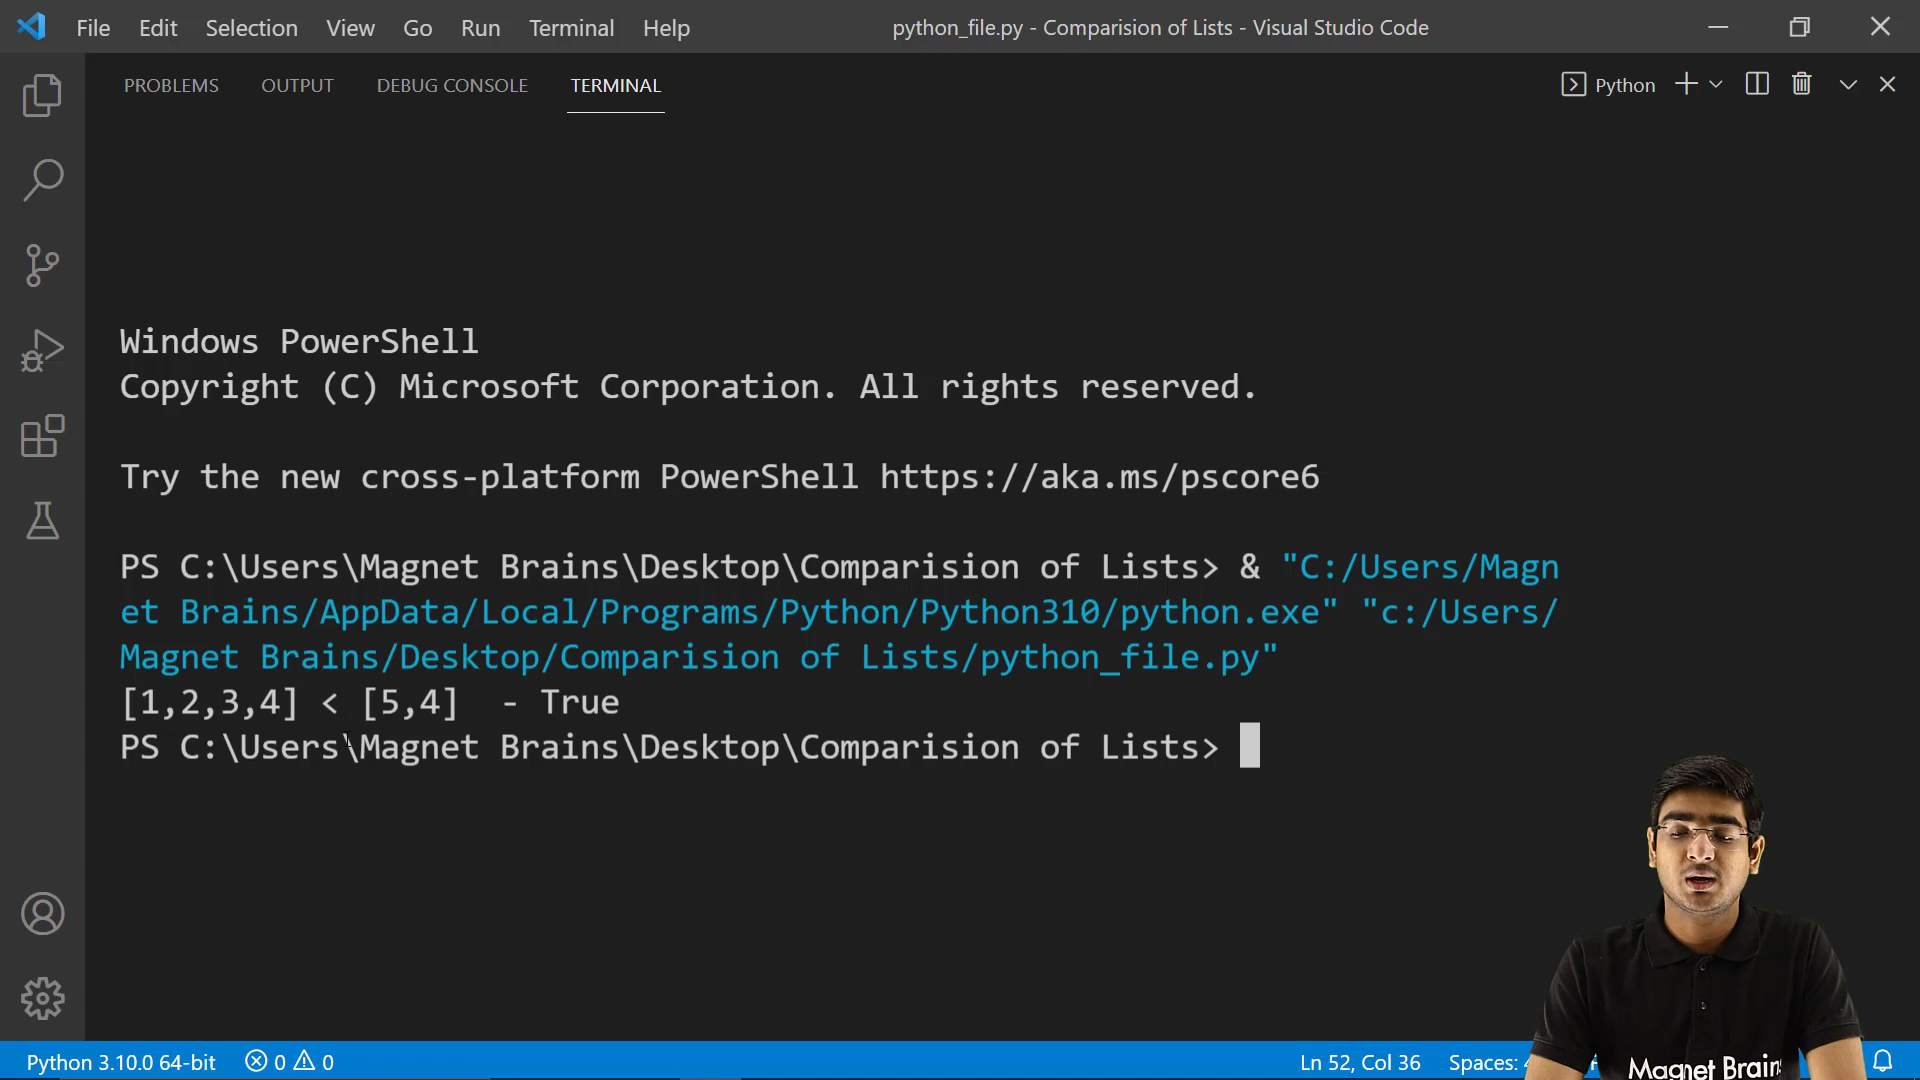 File Edit Selection View Go Run Terminal Help python_file.py - Comparision of Lists - Visual Studio Code
PROBLEMS OUTPUT DEBUG CONSOLE TERMINAL Python
Windows PowerShell
Copyright (C) Microsoft Corporation. All rights reserved.
Try the new cross-platform PowerShell https://aka.ms/pscore6
PS C:\Users\Magnet Brains\Desktop\Comparision of Lists> & "C:/Users/Magn
et Brains/AppData/Local/Programs/Python/Python310/python.exe" "c:/Users/
Magnet Brains/Desktop/Comparision of Lists/python_file.py"
[1,2,3,4] < [5,4]  - True
PS C:\Users\Magnet Brains\Desktop\Comparision of Lists>
Python 3.10.0 64-bit 0 0 Ln 52, Col 36 Spaces:
Magnet Brains